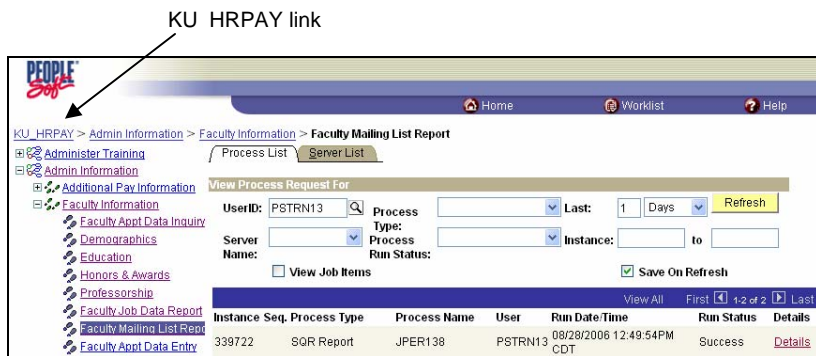 KU HRPAY link
PEOPLE Soft
Home Worklist Help
KU_HRPAY > Admin Information > Faculty Information > Faculty Mailing List Report
Administer Training
Admin Information
Additional Pay Information
Faculty Information
Faculty Appt Data Inquiry
Demographics
Education
Honors & Awards
Professorship
Faculty Job Data Report
Faculty Mailing List Repo
Faculty Appt Data Entry
Process List Server List
View Process Request For
UserID: PSTRN13 Process Type: Last: 1 Days Refresh
Server Name: Process Run Status: Instance: to
View Job Items Save On Refresh
View All First 1-2 of 2 Last
Instance Seq. Process Type Process Name User Run Date/Time Run Status Details
339722 SQR Report JPER138 PSTRN13 08/28/2006 12:49:54PM CDT Success Details